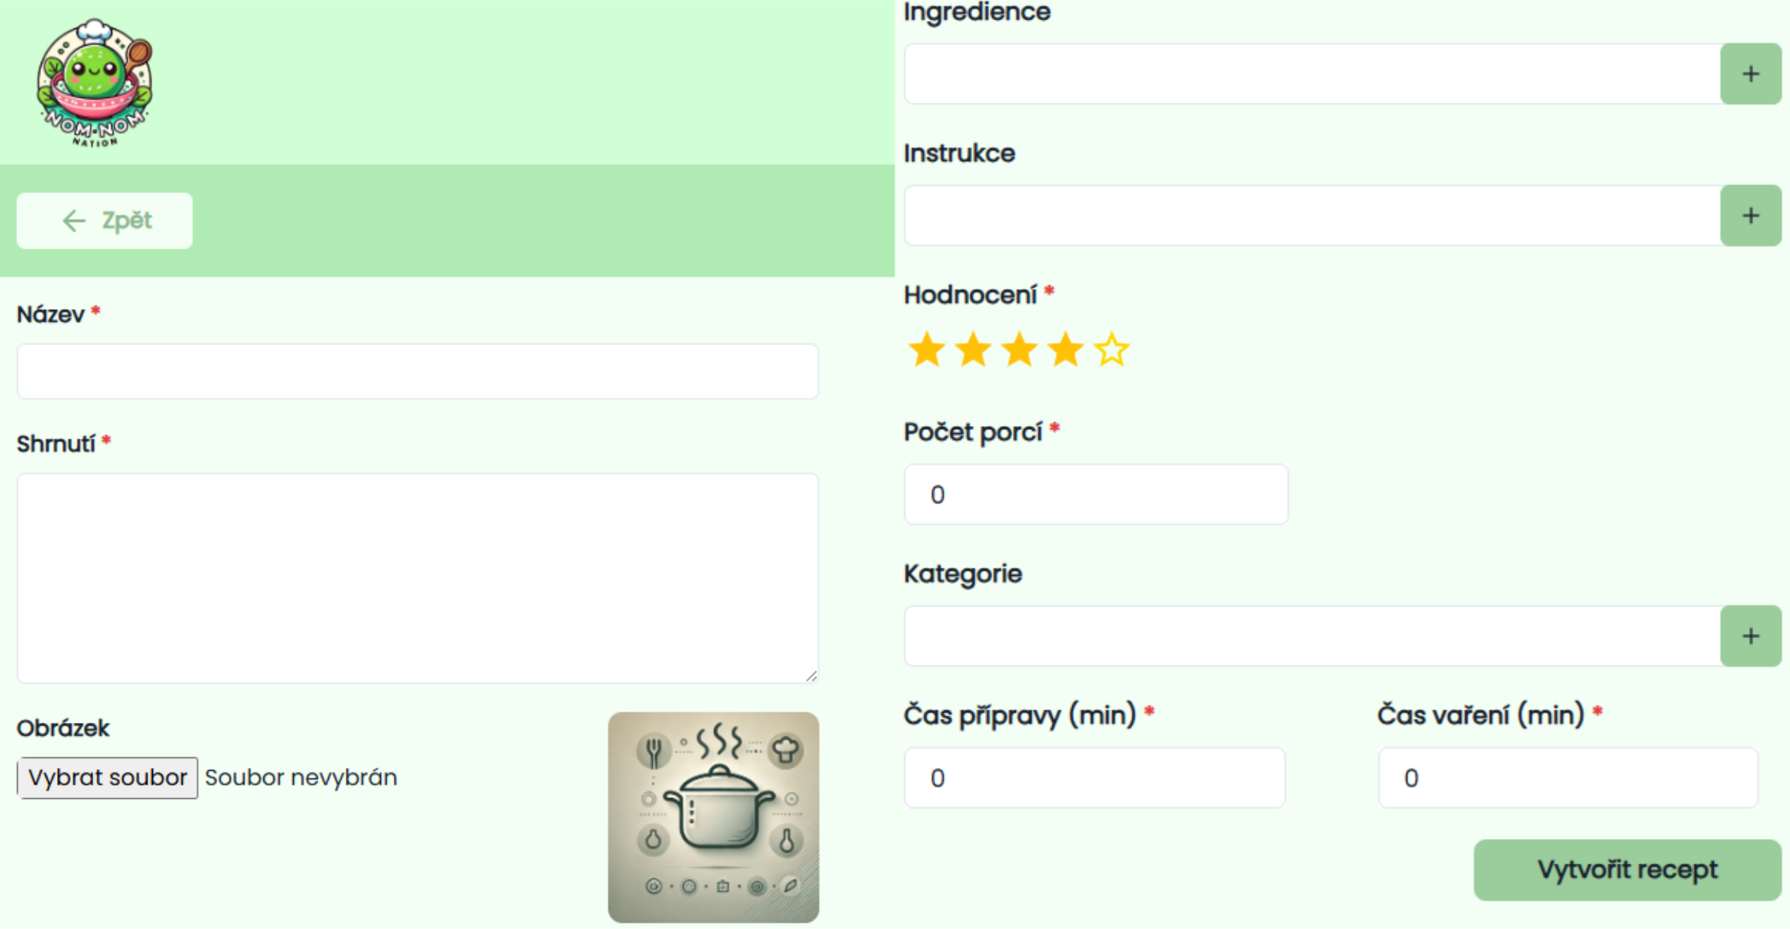 NOM-NOM
NATION
← Zpět
Název *
Shrnutí *
Obrázek
Vybrat soubor Soubor nevybrán
Ingredience
+
Instrukce
+
Hodnocení *
Počet porcí *
0
Kategorie
+
Čas přípravy (min) * Čas vaření (min) *
0 0
Vytvořit recept